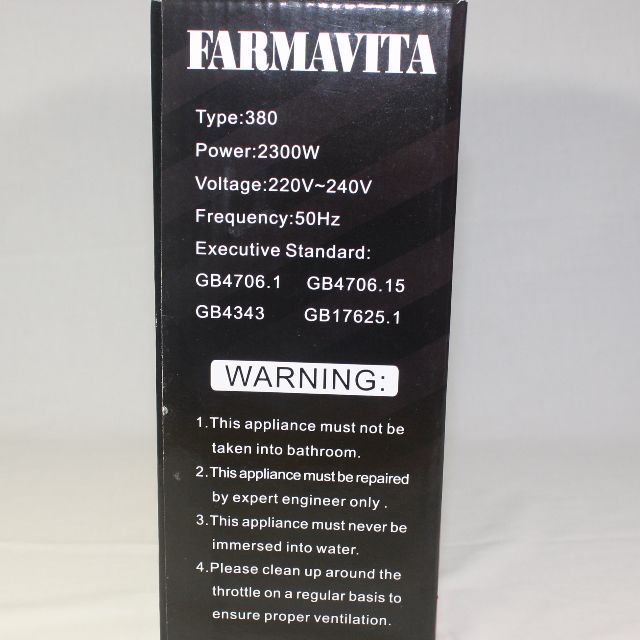 FARMAVITA
Type:380
Power:2300W
Voltage:220V~240V
Frequency:50Hz
Executive Standard:
GB4706.1 GB4706.15
GB4343 GB17625.1
WARNING:
1.This appliance must not be
taken into bathroom.
2.This appliance must be repaired
by expert engineer only .
3.This appliance must never be
immersed into water.
4.Please clean up around the
throttle on a regular basis to
ensure proper ventilation.